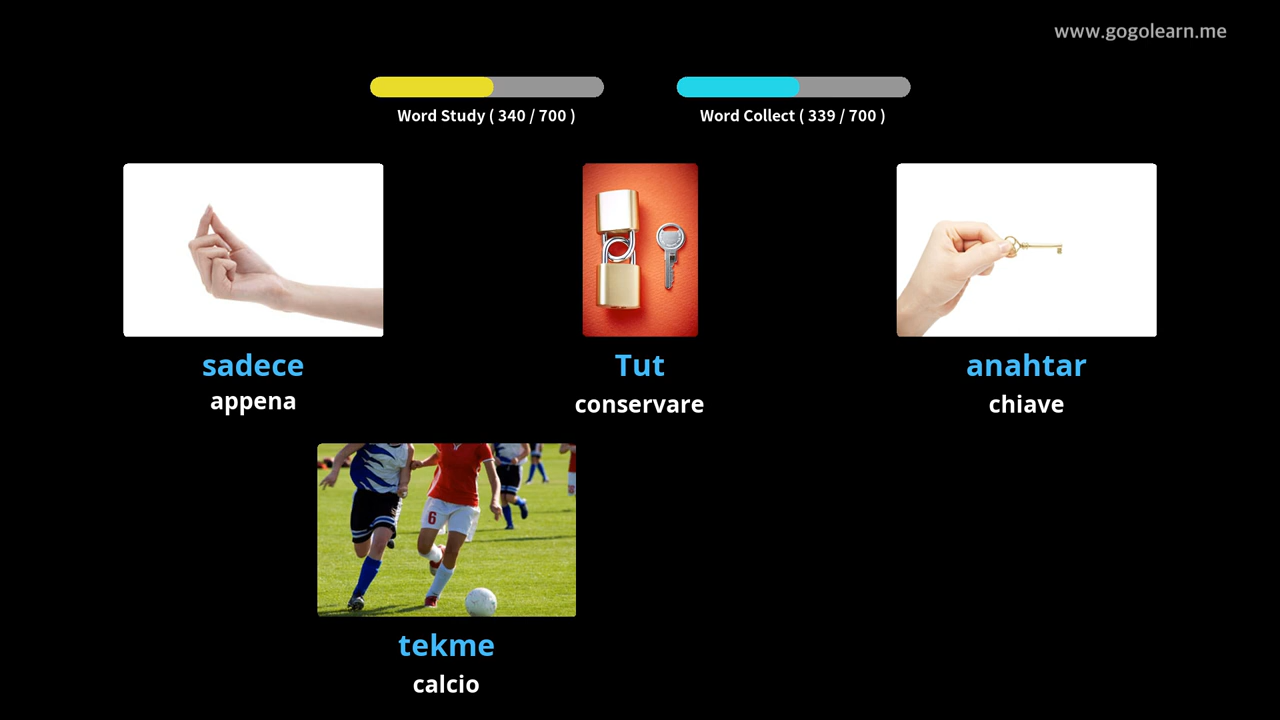 www.gogolearn.me
Word Study ( 340 / 700 )
Word Collect ( 339 / 700 )
sadece
appena
Tut
conservare
anahtar
chiave
6
tekme
calcio